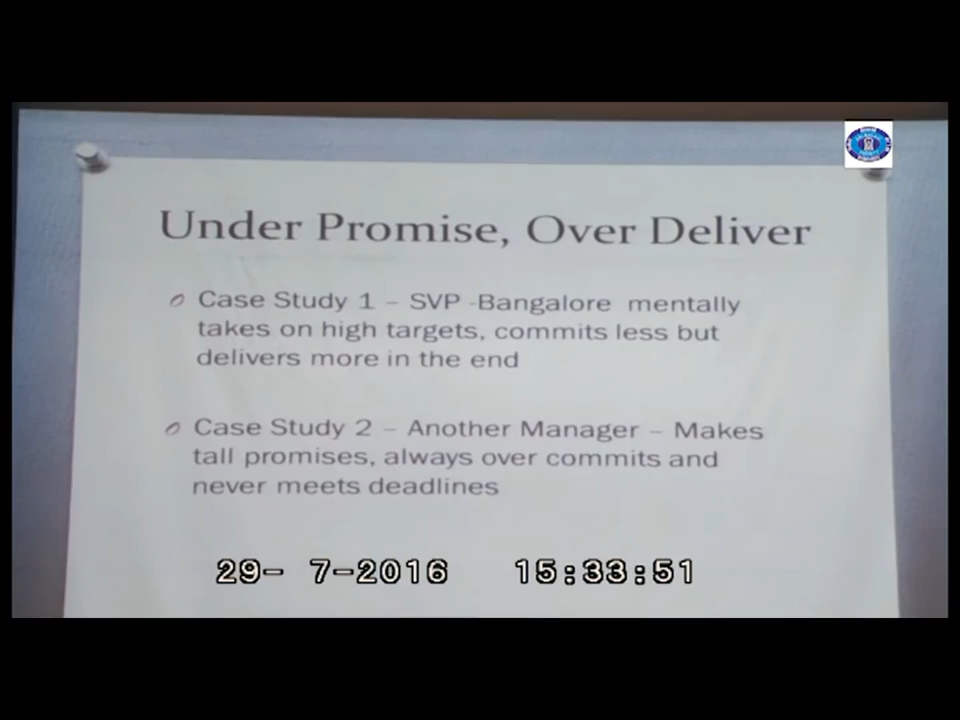 Under Promise, Over Deliver
Case Study 1 – SVP -Bangalore mentally
takes on high targets, commits less but
delivers more in the end
Case Study 2 – Another Manager – Makes
tall promises, always over commits and
never meets deadlines
29- 7-2016 15:33:51